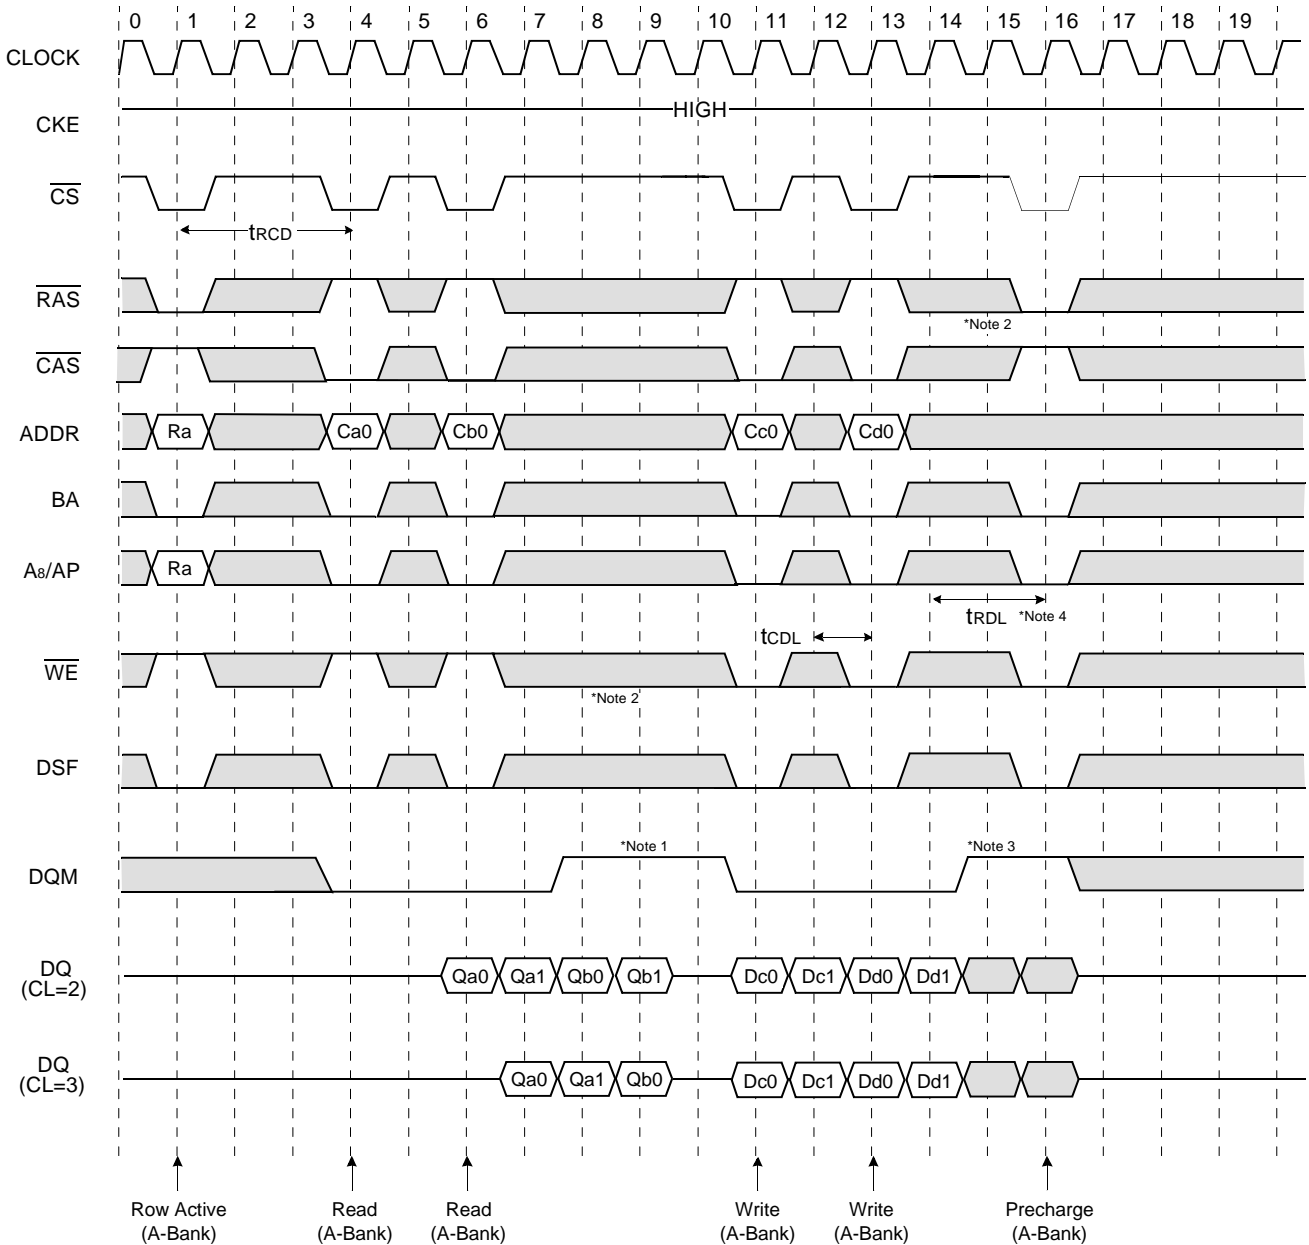 0 1 2 3 4 5 6 7 8 9 10 11 12 13 14 15 16 17 18 19
CLOCK
CKE
HIGH
CS
tRCD
RAS
*Note 2
CAS
ADDR
Ra Ca0 Cb0 Cc0 Cd0
BA
A8/AP
Ra
tRDL *Note 4
tCDL
WE
*Note 2
DSF
DQM
*Note 1 *Note 3
DQ
(CL=2)
Qa0 Qa1 Qb0 Qb1 Dc0 Dc1 Dd0 Dd1
DQ
(CL=3)
Qa0 Qa1 Qb0 Dc0 Dc1 Dd0 Dd1
Row Active
(A-Bank)
Read
(A-Bank)
Read
(A-Bank)
Write
(A-Bank)
Write
(A-Bank)
Precharge
(A-Bank)